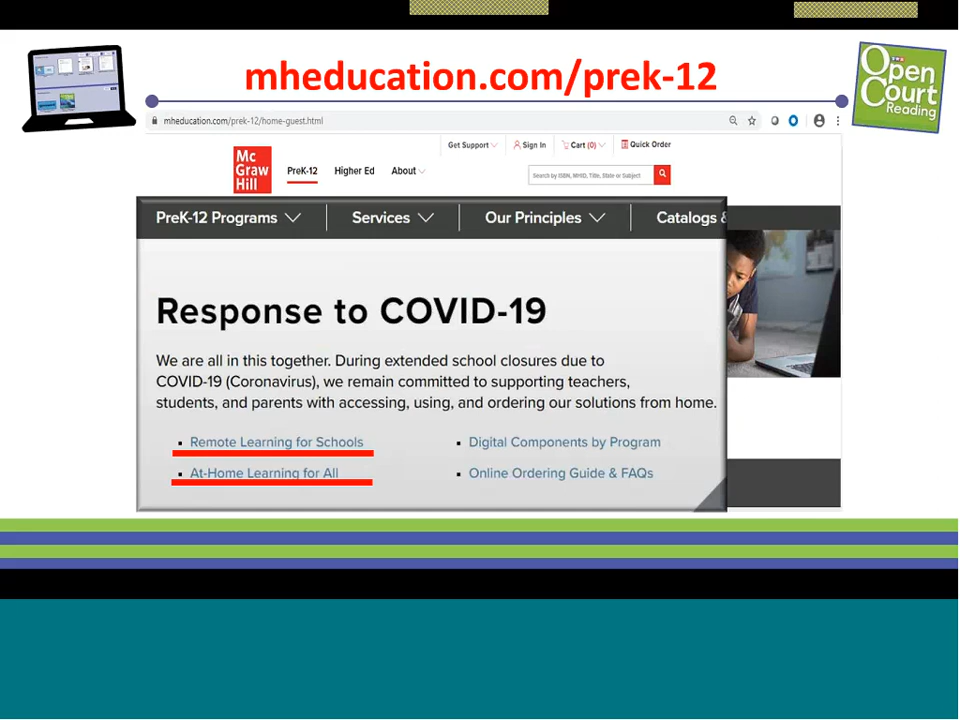 mheducation.com/prek-12
Open
Court
Reading
mheducation.com/prek-12/home-guest.html
Get Support
Sign In
Cart (0)
Quick Order
Mc
Graw
Hill
PreK-12
Higher Ed
About
Search by ISBN, MHID, Title, State or Subject
PreK-12 Programs
Services
Our Principles
Catalogs &
Response to COVID-19
We are all in this together. During extended school closures due to
COVID-19 (Coronavirus), we remain committed to supporting teachers,
students, and parents with accessing, using, and ordering our solutions from home.
Remote Learning for Schools
Digital Components by Program
At-Home Learning for All
Online Ordering Guide & FAQs